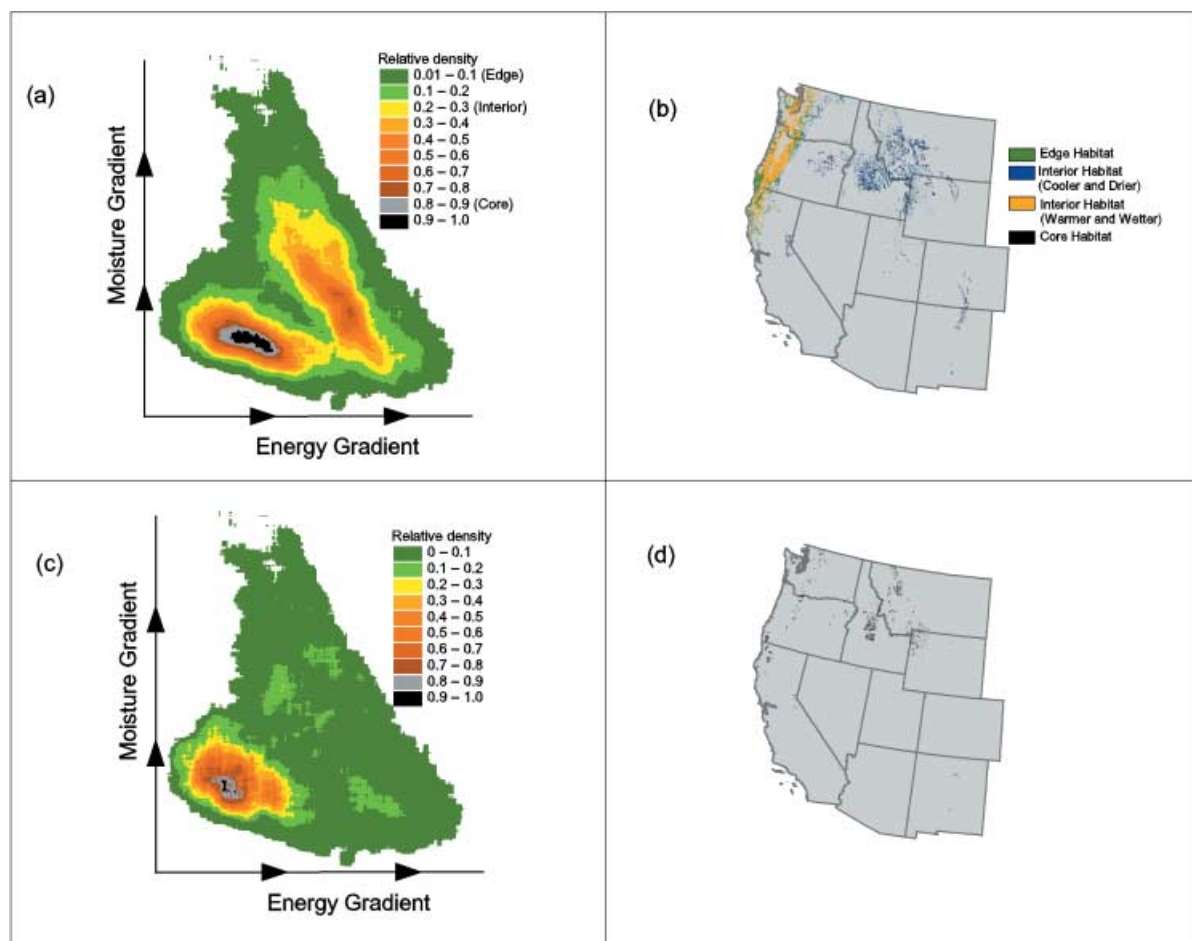 (a)
Relative density
0.01 – 0.1 (Edge)
0.1 – 0.2
0.2 – 0.3 (Interior)
0.3 – 0.4
0.4 – 0.5
0.5 – 0.6
0.6 – 0.7
0.7 – 0.8
0.8 – 0.9 (Core)
0.9 – 1.0
Moisture Gradient
Energy Gradient
(b)
Edge Habitat
Interior Habitat
(Cooler and Drier)
Interior Habitat
(Warmer and Wetter)
Core Habitat
(c)
Relative density
0 – 0.1
0.1 – 0.2
0.2 – 0.3
0.3 – 0.4
0.4 – 0.5
0.5 – 0.6
0.6 – 0.7
0.7 – 0.8
0.8 – 0.9
0.9 – 1.0
Moisture Gradient
Energy Gradient
(d)